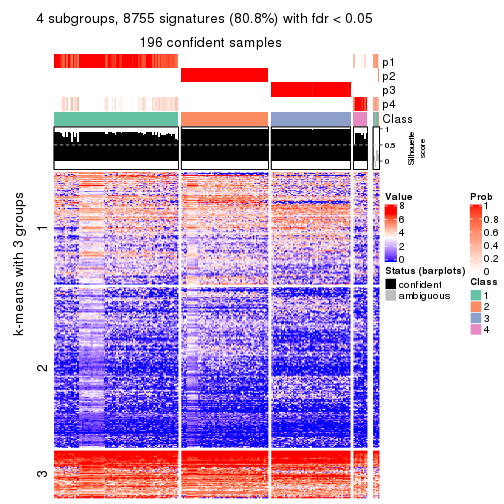 4 subgroups, 8755 signatures (80.8%) with fdr < 0.05
196 confident samples
p1
p2
p3
p4
Class
1
0.5
0
Silhouette
score
k-means with 3 groups
1
2
3
Value
8
6
4
2
0
Status (barplots)
confident
ambiguous
Prob
1
0.8
0.6
0.4
0.2
0
Class
1
2
3
4